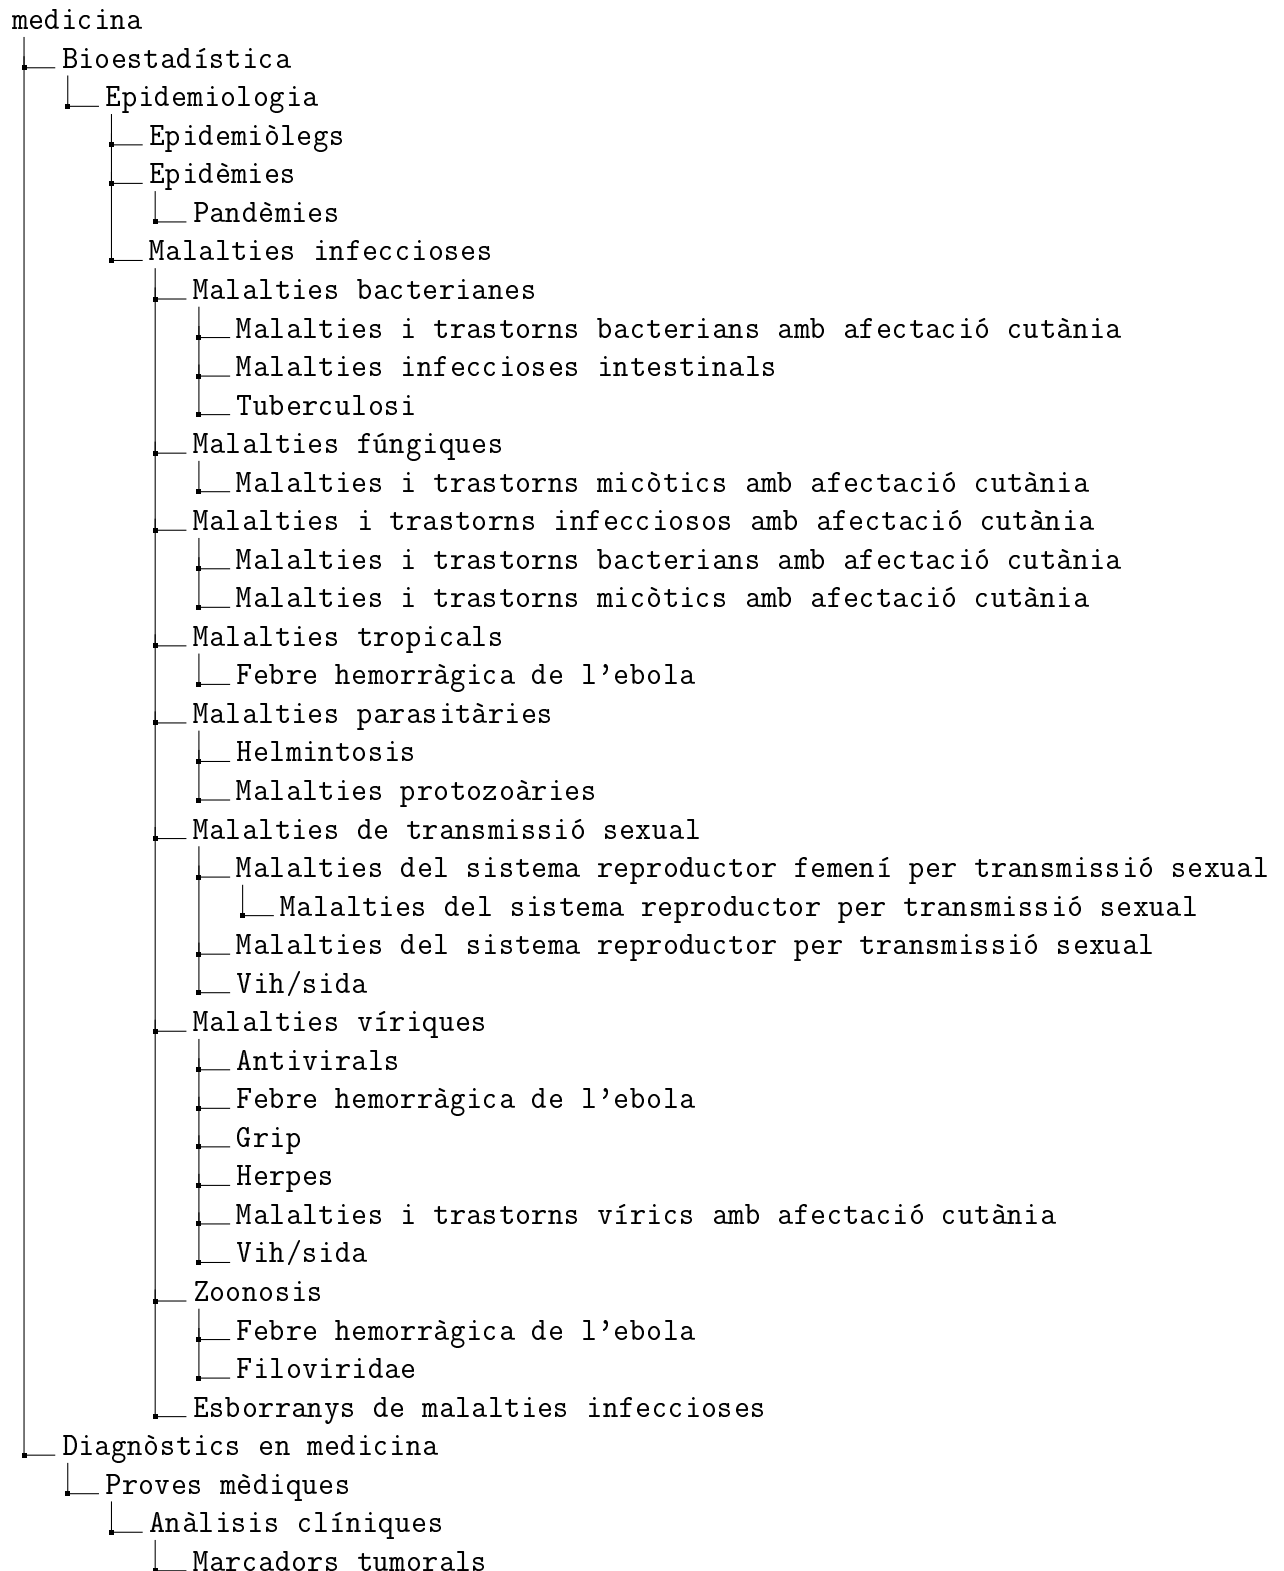 medicina
Bioestadística
Epidemiologia
Epidemiòlegs
Epidèmies
Pandèmies
Malalties infeccioses
Malalties bacterianes
Malalties i trastorns bacterians amb afectació cutània
Malalties infeccioses intestinals
Tuberculosi
Malalties fúngiques
Malalties i trastorns micòtics amb afectació cutània
Malalties i trastorns infecciosos amb afectació cutània
Malalties i trastorns bacterians amb afectació cutània
Malalties i trastorns micòtics amb afectació cutània
Malalties tropicals
Febre hemorràgica de l'ebola
Malalties parasitàries
Helmintosis
Malalties protozoàries
Malalties de transmissió sexual
Malalties del sistema reproductor femení per transmissió sexual
Malalties del sistema reproductor per transmissió sexual
Malalties del sistema reproductor per transmissió sexual
Vih/sida
Malalties víriques
Antivirals
Febre hemorràgica de l'ebola
Grip
Herpes
Malalties i trastorns vírics amb afectació cutània
Vih/sida
Zoonosis
Febre hemorràgica de l'ebola
Filoviridae
Esborranys de malalties infeccioses
Diagnòstics en medicina
Proves mèdiques
Anàlisis clíniques
Marcadors tumorals